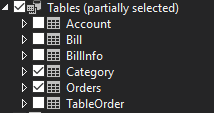 Tables (partially selected)
Account
Bill
BillInfo
Category
Orders
TableOrder